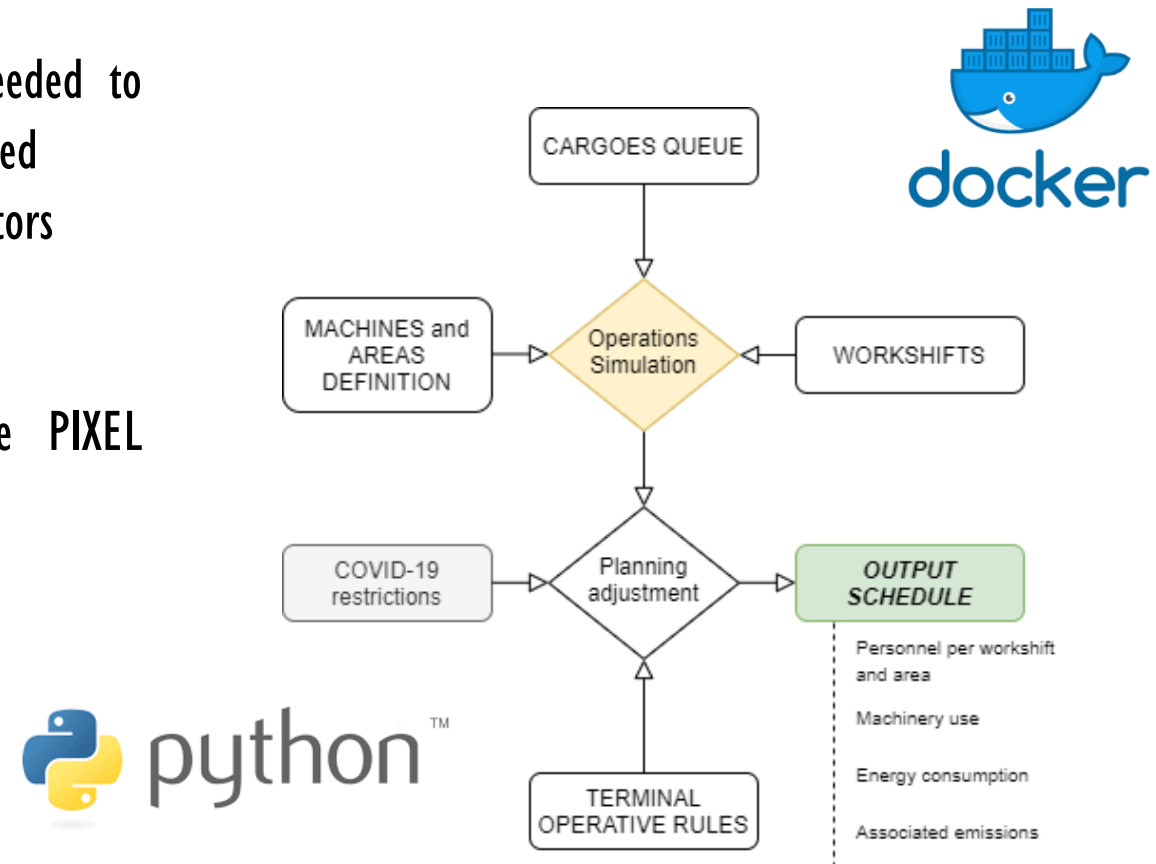 eeded to
ed
tors
e PIXEL
docker
CARGOES QUEUE
MACHINES and
AREAS
DEFINITION
Operations
Simulation
WORKSHIFTS
COVID-19
restrictions
Planning
adjustment
OUTPUT
SCHEDULE
Personnel per workshift
and area
Machinery use
Energy consumption
Associated emissions
python™
TERMINAL
OPERATIVE RULES